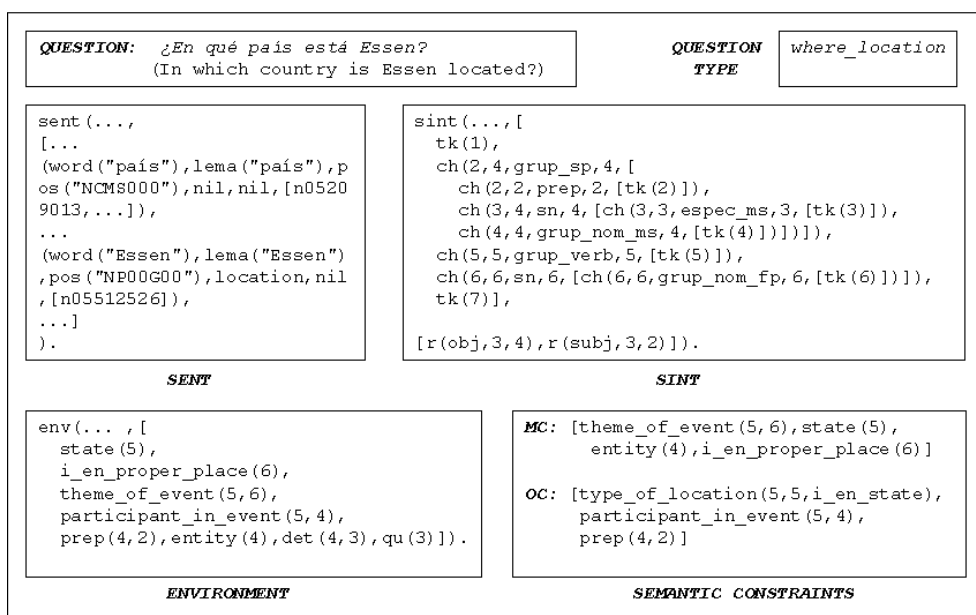 QUESTION: ¿En qué país está Essen?
(In which country is Essen located?)
QUESTION
TYPE
where_location
sent(...,
[...
(word("país"),lema("país"),p
os("NCMS000"),nil,nil,[n0520
9013,...]),
...
(word("Essen"),lema("Essen")
,pos("NP00G00"),location,nil
,[n05512526]),
...]
).
SENT
sint(...,[
tk(1),
ch(2,4,grup_sp,4,[
ch(2,2,prep,2,[tk(2)]),
ch(3,4,sn,4,[ch(3,3,espec_ms,3,[tk(3)]),
ch(4,4,grup_nom_ms,4,[tk(4)])])]),
ch(5,5,grup_verb,5,[tk(5)]),
ch(6,6,sn,6,[ch(6,6,grup_nom_fp,6,[tk(6)])]),
tk(7)],
[r(obj,3,4),r(subj,3,2)]).
SINT
env(... ,[
state(5),
i_en_proper_place(6),
theme_of_event(5,6),
participant_in_event(5,4),
prep(4,2),entity(4),det(4,3),qu(3)]).
ENVIRONMENT
MC: [theme_of_event(5,6),state(5),
entity(4),i_en_proper_place(6)]
OC: [type_of_location(5,5,i_en_state),
participant_in_event(5,4),
prep(4,2)]
SEMANTIC CONSTRAINTS